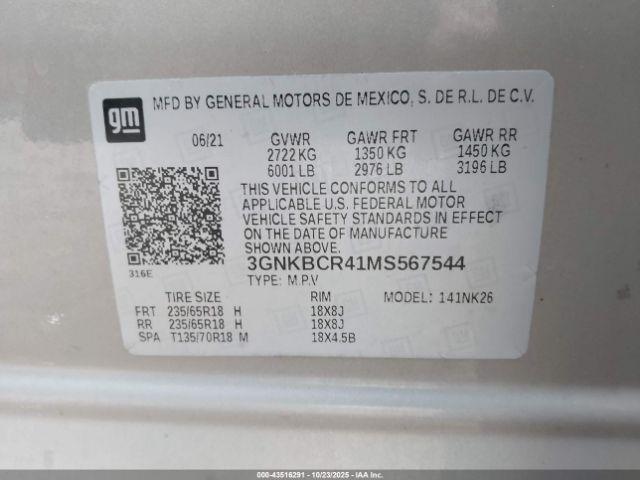 gm
MFD BY GENERAL MOTORS DE MEXICO, S. DE R.L. DE C.V.
06/21 GVWR GAWR FRT GAWR RR
2722 KG 1350 KG 1450 KG
6001 LB 2976 LB 3196 LB
THIS VEHICLE CONFORMS TO ALL
APPLICABLE U.S. FEDERAL MOTOR
VEHICLE SAFETY STANDARDS IN EFFECT
ON THE DATE OF MANUFACTURE
SHOWN ABOVE.
316E
3GNKBCR41MS567544
TYPE: M.P.V
TIRE SIZE RIM MODEL: 141NK26
FRT 235/65R18 H 18X8J
RR 235/65R18 H 18X8J
SPA T135/70R18 M 18X4.5B
000-43516291 - 10/23/2025 - IAAI.COM